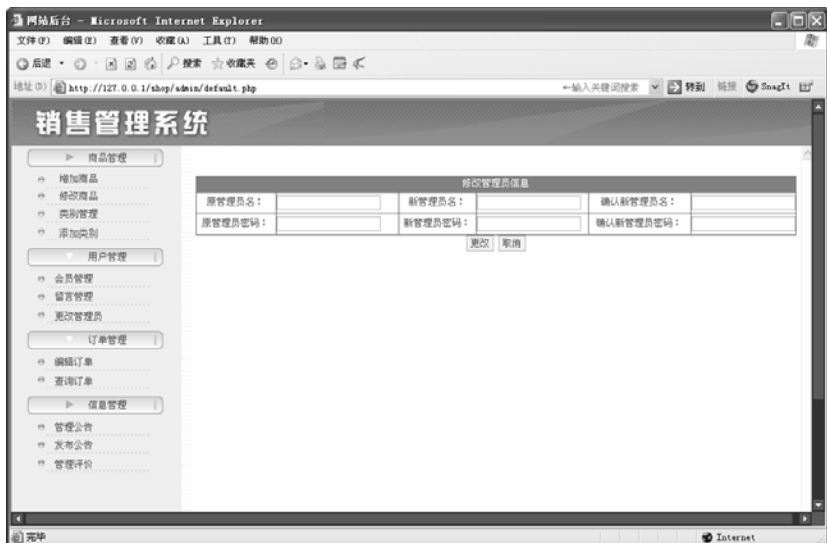 网站后台 - Microsoft Internet Explorer
文件(F) 编辑(E) 查看(V) 收藏(A) 工具(T) 帮助(H)
后退 搜索 收藏夹
地址(D) http://127.0.0.1/shop/admin/default.php 输入关键词搜索 转到 链接 SnagIt
销售管理系统
商品管理
增加商品
修改商品
类别管理
添加类别
用户管理
会员管理
留言管理
更改管理员
订单管理
编辑订单
查询订单
信息管理
管理公告
发布公告
管理评价
修改管理员信息
原管理员名： 新管理员名： 确认新管理员名：
原管理员密码： 新管理员密码： 确认新管理员密码：
更改 取消
完毕 Internet